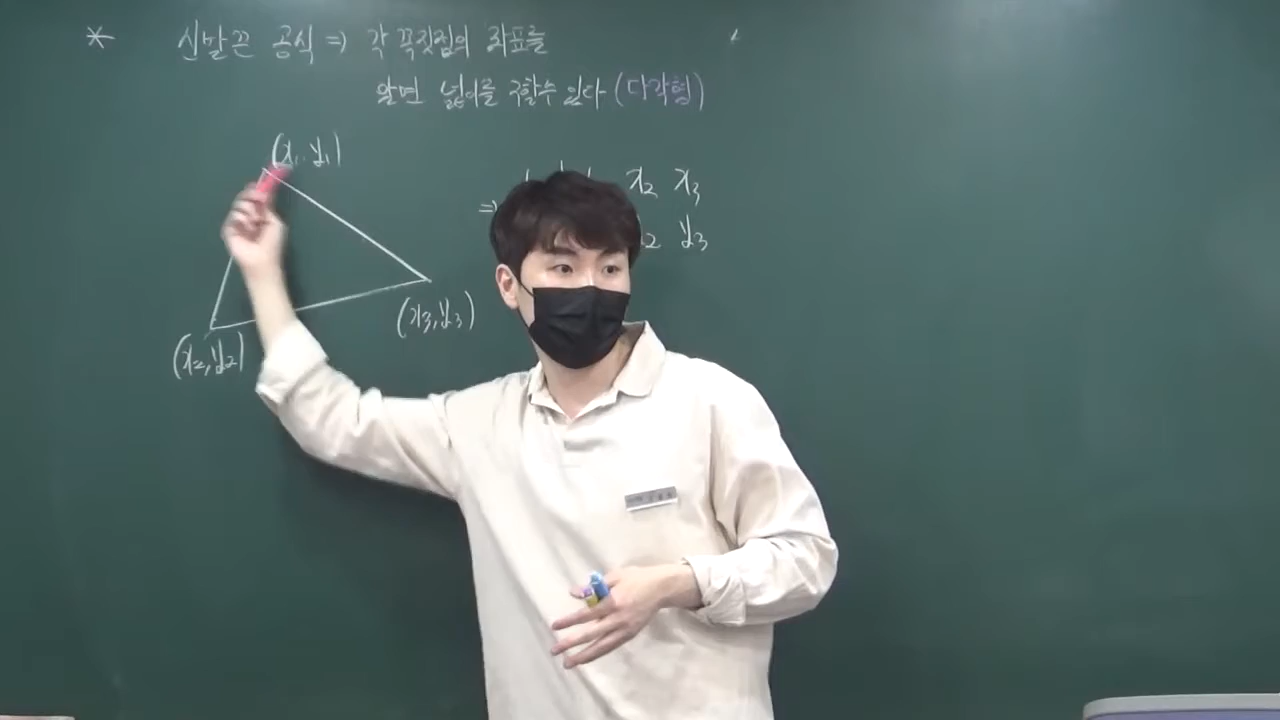 * 신발끈 공식 ⇒ 각 꼭짓점의 좌표를
알면 넓이를 구할수 있다 (다각형)
(x₁, y₁)
⇒ x₂ x₃
₂ y₃
(x₃, y₃)
(x₂, y₂)